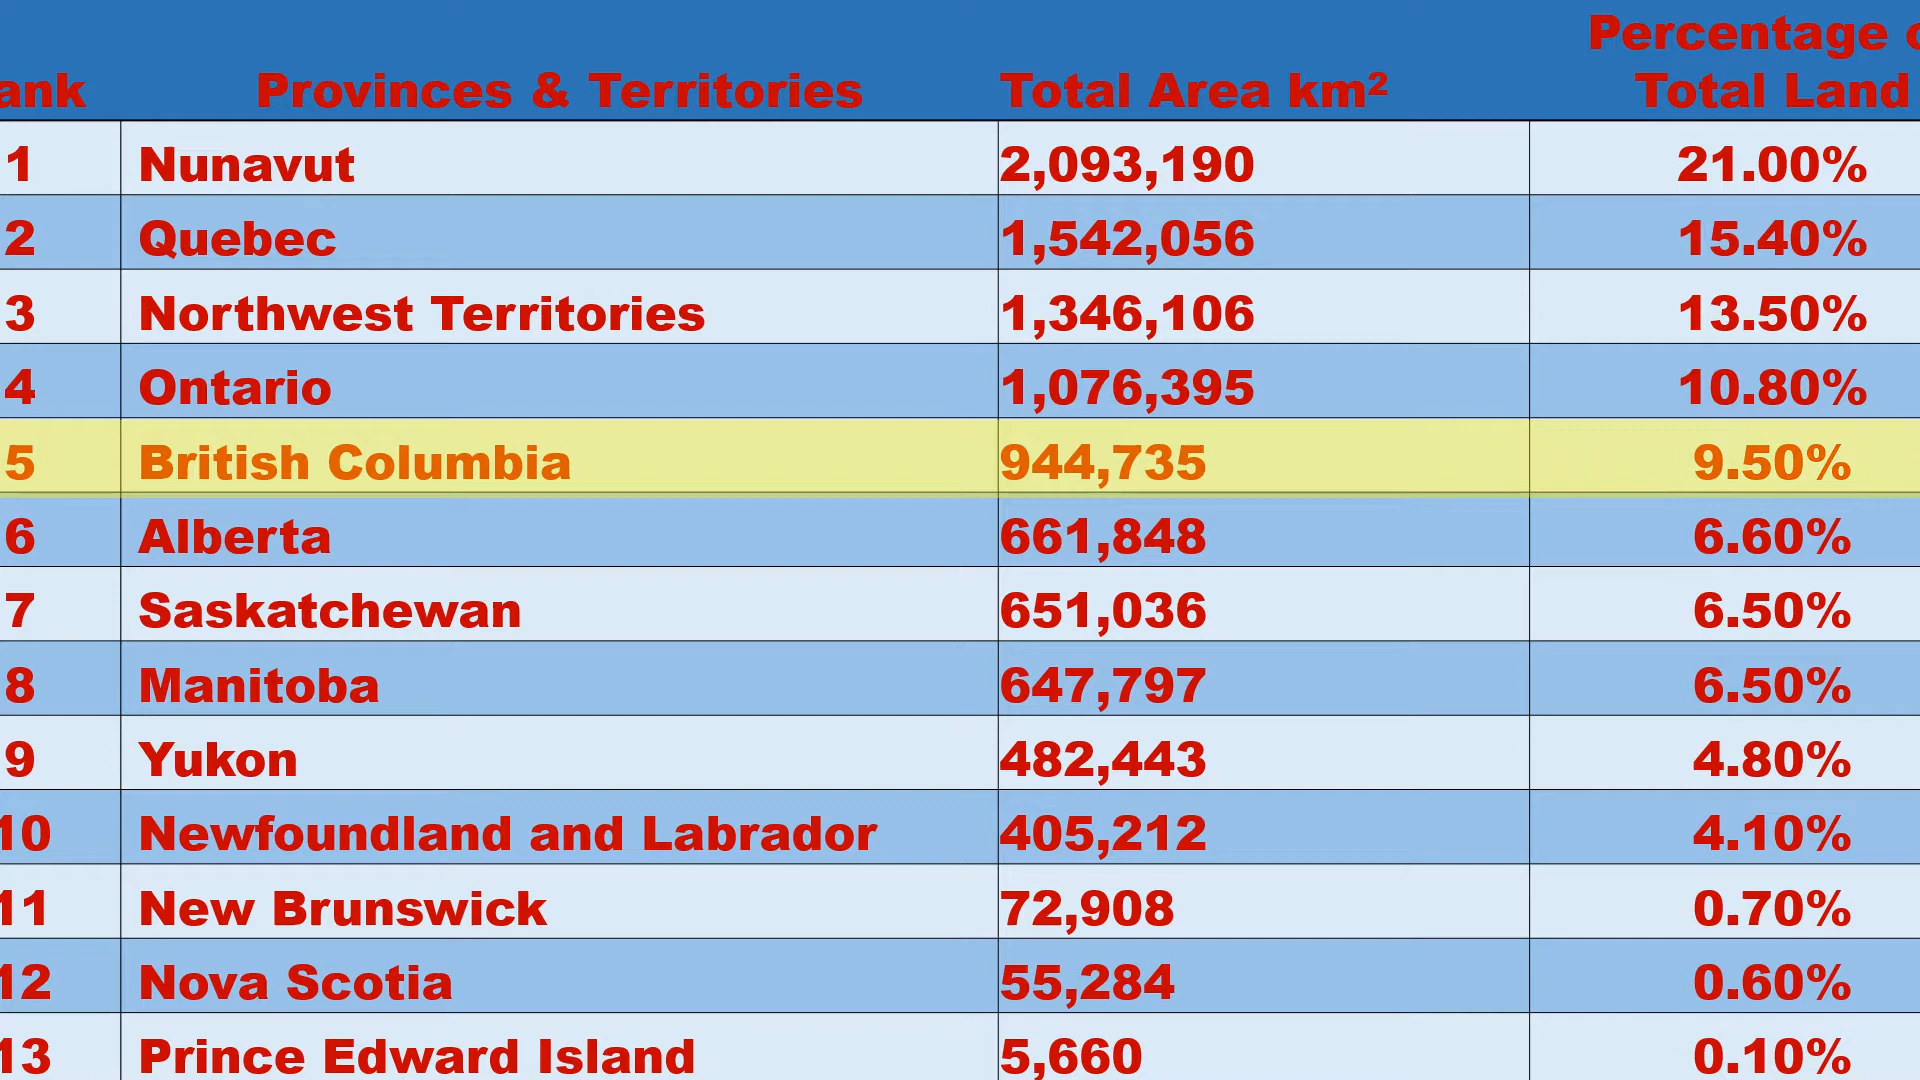 ank Provinces & Territories Total Area km² Percentage o Total Land
1 Nunavut 2,093,190 21.00%
2 Quebec 1,542,056 15.40%
3 Northwest Territories 1,346,106 13.50%
4 Ontario 1,076,395 10.80%
5 British Columbia 944,735 9.50%
6 Alberta 661,848 6.60%
7 Saskatchewan 651,036 6.50%
8 Manitoba 647,797 6.50%
9 Yukon 482,443 4.80%
10 Newfoundland and Labrador 405,212 4.10%
11 New Brunswick 72,908 0.70%
12 Nova Scotia 55,284 0.60%
13 Prince Edward Island 5,660 0.10%